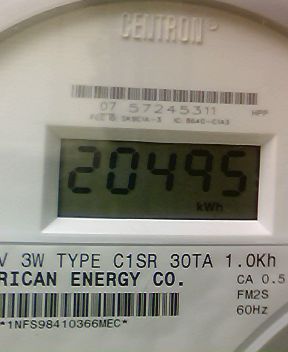 CENTRON®
07 57245311 HPP
20495
kWh
V 3W TYPE C1SR 30TA 1.0Kh
RICAN ENERGY CO. CA 0.5
FM2S
60Hz
*1NFS98410366MEC*